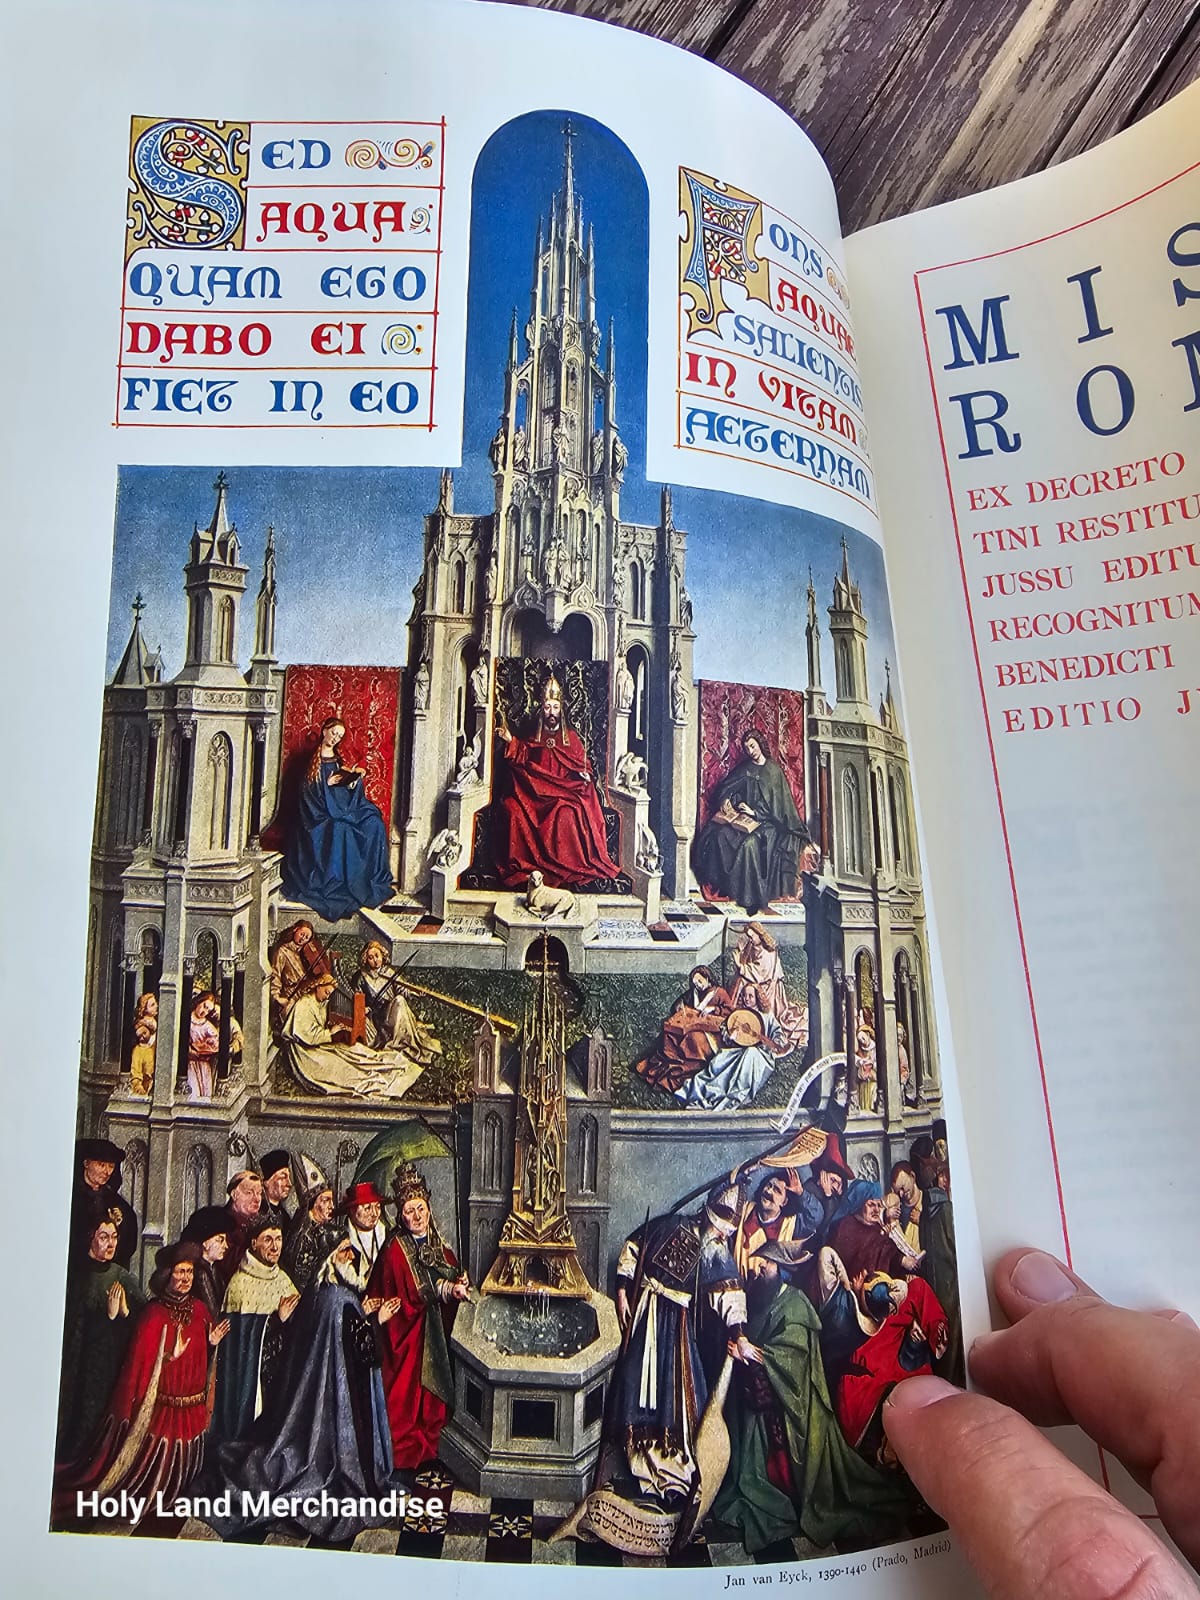 SED
AQUA
QUAM EGO
DABO EI
FIET IN EO
FONS
AQUAE
SALIENTIS
IN VITAM
AETERNAM
MIS
ROM
EX DECRETO
TINI RESTITU
JUSSU EDITU
RECOGNITUM
BENEDICTI
EDITIO J
Holy Land Merchandise
Jan van Eyck, 1390-1440 (Prado, Madrid)